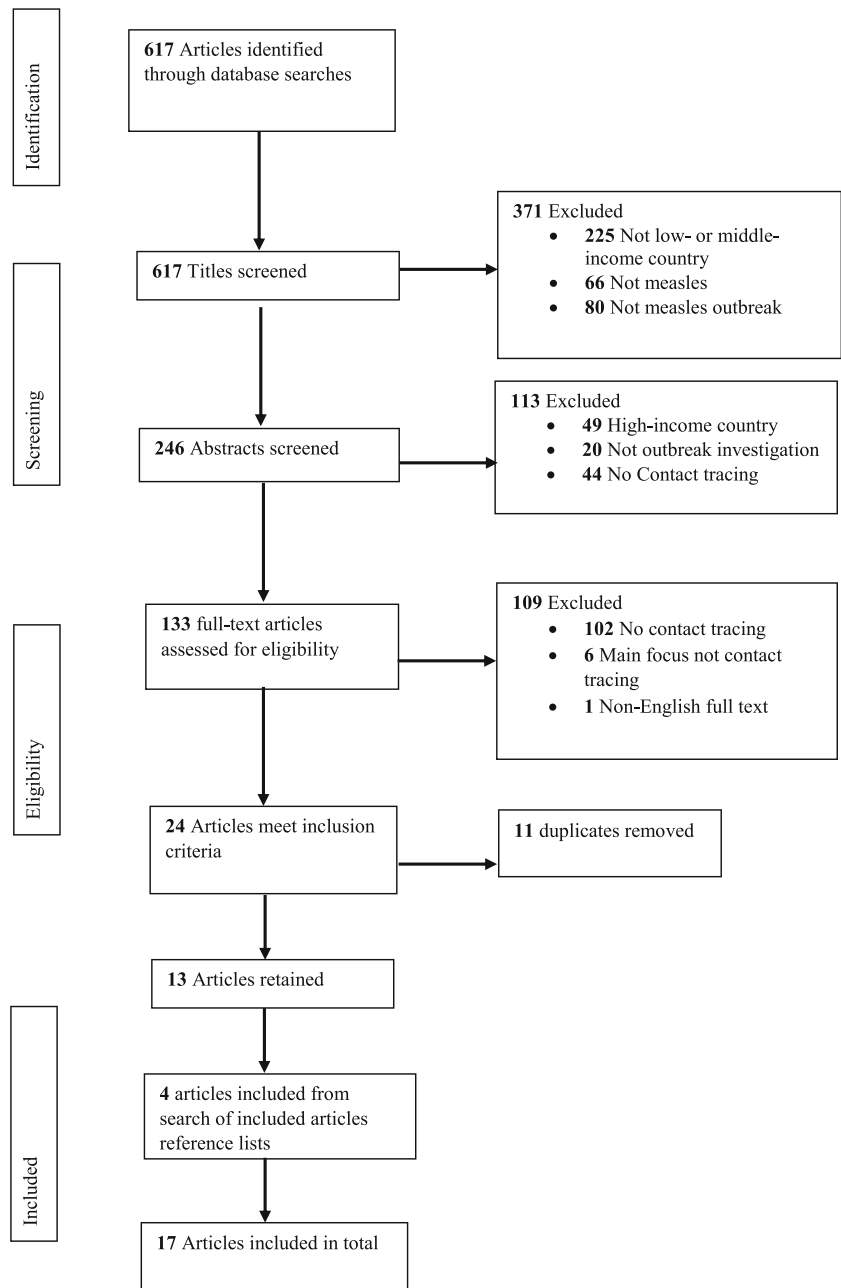 Identification
617 Articles identified
through database searches
371 Excluded
• 225 Not low- or middle-
income country
• 66 Not measles
• 80 Not measles outbreak
Screening
617 Titles screened
113 Excluded
• 49 High-income country
• 20 Not outbreak investigation
• 44 No Contact tracing
246 Abstracts screened
Eligibility
133 full-text articles
assessed for eligibility
109 Excluded
• 102 No contact tracing
• 6 Main focus not contact
tracing
• 1 Non-English full text
24 Articles meet inclusion
criteria
11 duplicates removed
13 Articles retained
Included
4 articles included from
search of included articles
reference lists
17 Articles included in total